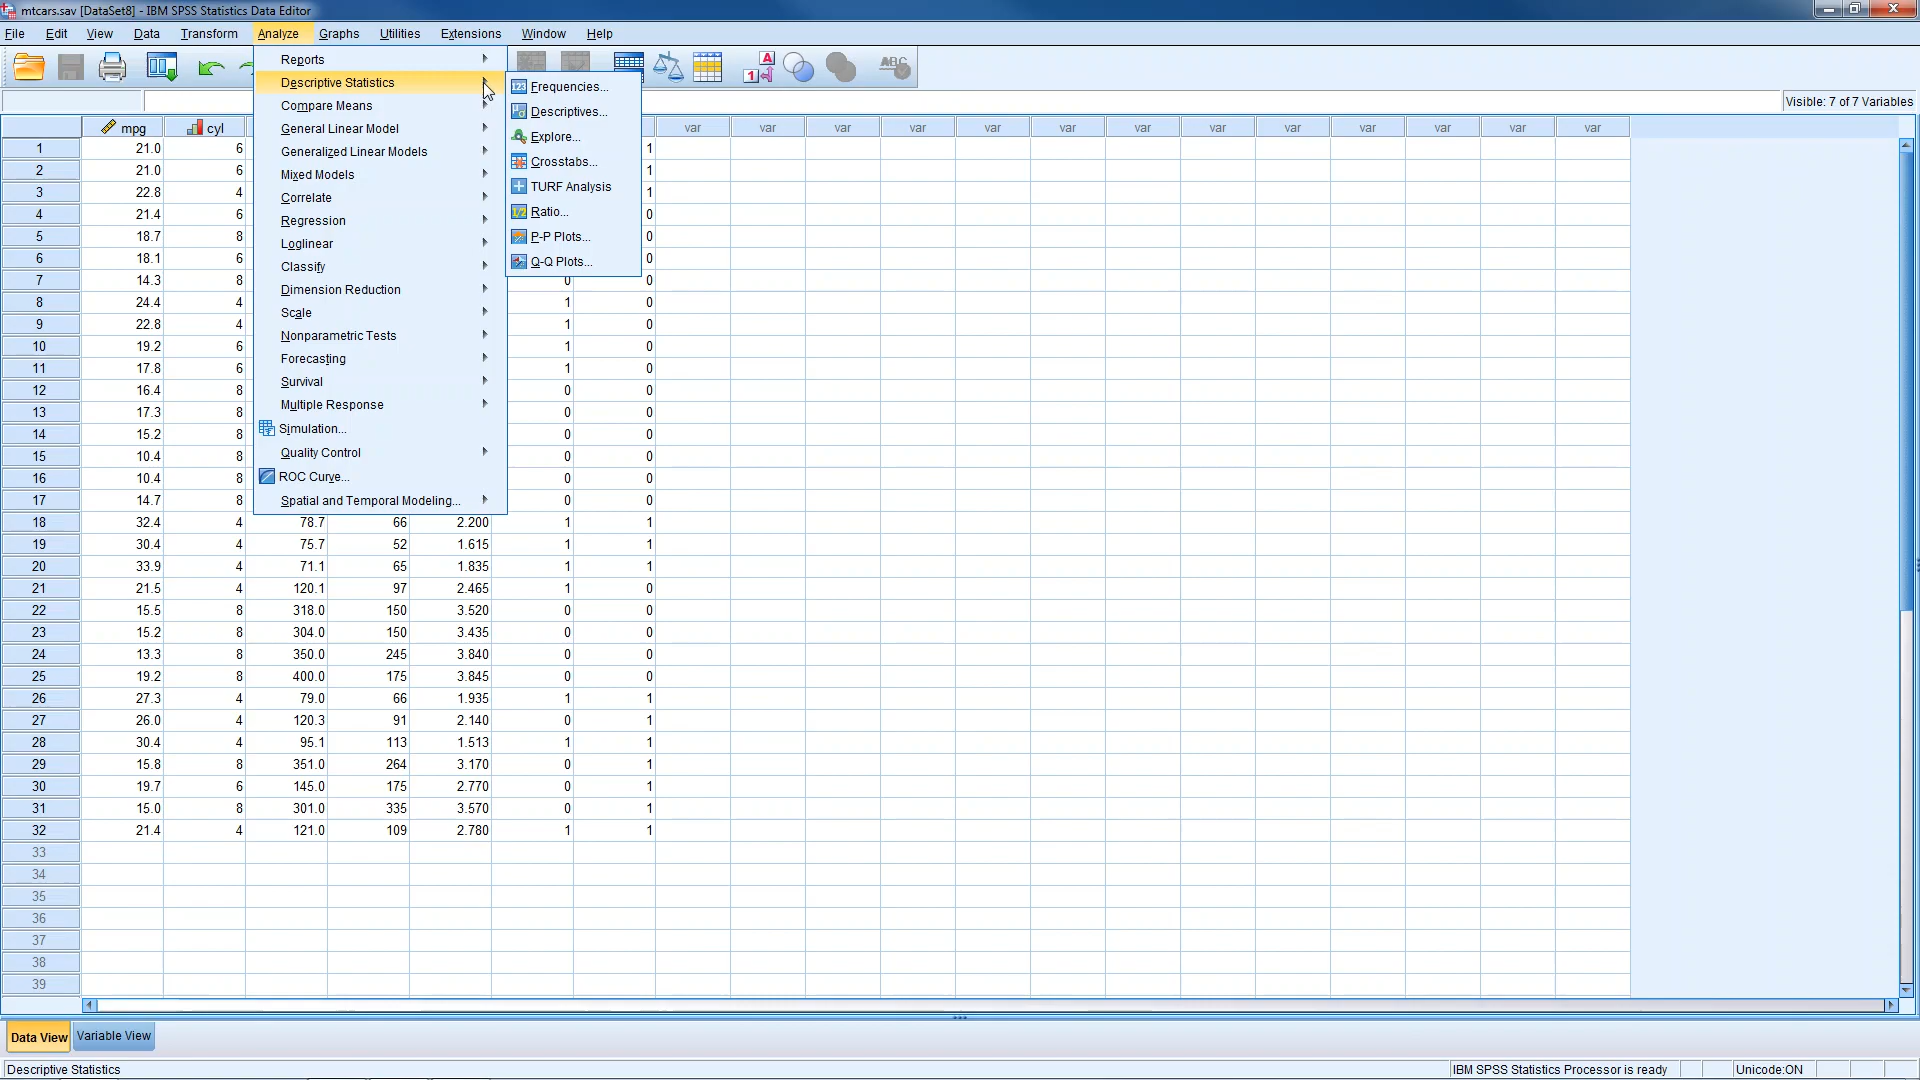 mtcars.sav [DataSet8] - IBM SPSS Statistics Data Editor
File Edit View Data Transform Analyze Graphs Utilities Extensions Window Help
Reports
Descriptive Statistics
Compare Means
General Linear Model
Generalized Linear Models
Mixed Models
Correlate
Regression
Loglinear
Classify
Dimension Reduction
Scale
Nonparametric Tests
Forecasting
Survival
Multiple Response
Simulation...
Quality Control
ROC Curve...
Spatial and Temporal Modeling...
Frequencies...
Descriptives...
Explore...
Crosstabs...
TURF Analysis
Ratio...
P-P Plots...
Q-Q Plots...
Visible: 7 of 7 Variables
mpg cyl var var var var var var var var var var var var var
1 21.0 6 1
2 21.0 6 1
3 22.8 4 1
4 21.4 6 0
5 18.7 8 0
6 18.1 6 0
7 14.3 8 0 0
8 24.4 4 1 0
9 22.8 4 1 0
10 19.2 6 1 0
11 17.8 6 1 0
12 16.4 8 0 0
13 17.3 8 0 0
14 15.2 8 0 0
15 10.4 8 0 0
16 10.4 8 0 0
17 14.7 8 0 0
18 32.4 4 78.7 66 2.200 1 1
19 30.4 4 75.7 52 1.615 1 1
20 33.9 4 71.1 65 1.835 1 1
21 21.5 4 120.1 97 2.465 1 0
22 15.5 8 318.0 150 3.520 0 0
23 15.2 8 304.0 150 3.435 0 0
24 13.3 8 350.0 245 3.840 0 0
25 19.2 8 400.0 175 3.845 0 0
26 27.3 4 79.0 66 1.935 1 1
27 26.0 4 120.3 91 2.140 0 1
28 30.4 4 95.1 113 1.513 1 1
29 15.8 8 351.0 264 3.170 0 1
30 19.7 6 145.0 175 2.770 0 1
31 15.0 8 301.0 335 3.570 0 1
32 21.4 4 121.0 109 2.780 1 1
33
34
35
36
37
38
39
Data View Variable View
Descriptive Statistics IBM SPSS Statistics Processor is ready Unicode:ON